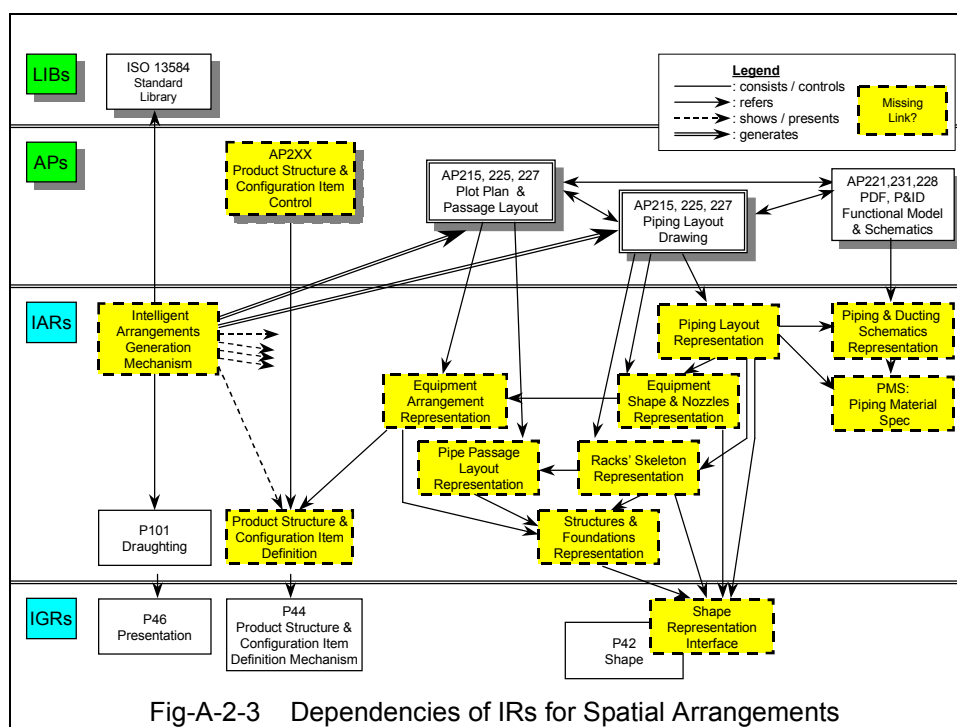 LIBs
ISO 13584
Standard
Library
Legend
: consists / controls
: refers
: shows / presents
: generates
Missing
Link?
APs
AP2XX
Product Structure &
Configuration Item
Control
AP215, 225, 227
Plot Plan &
Passage Layout
AP215, 225, 227
Piping Layout
Drawing
AP221,231,228
PDF, P&ID
Functional Model
& Schematics
IARs
Intelligent
Arrangements
Generation
Mechanism
Piping Layout
Representation
Piping & Ducting
Schematics
Representation
Equipment
Arrangement
Representation
Equipment
Shape & Nozzles
Representation
PMS:
Piping Material
Spec
Pipe Passage
Layout
Representation
Racks' Skeleton
Representation
P101
Draughting
Product Structure &
Configuration Item
Definition
Structures &
Foundations
Representation
IGRs
P46
Presentation
P44
Product Structure &
Configuration Item
Definition Mechanism
P42
Shape
Shape
Representation
Interface
Fig-A-2-3 Dependencies of IRs for Spatial Arrangements